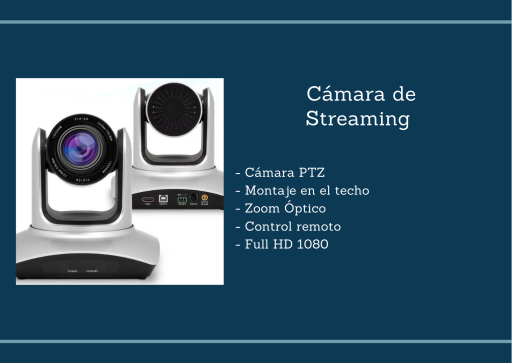 Cámara de
Streaming
- Cámara PTZ
- Montaje en el techo
- Zoom Óptico
- Control remoto
- Full HD 1080